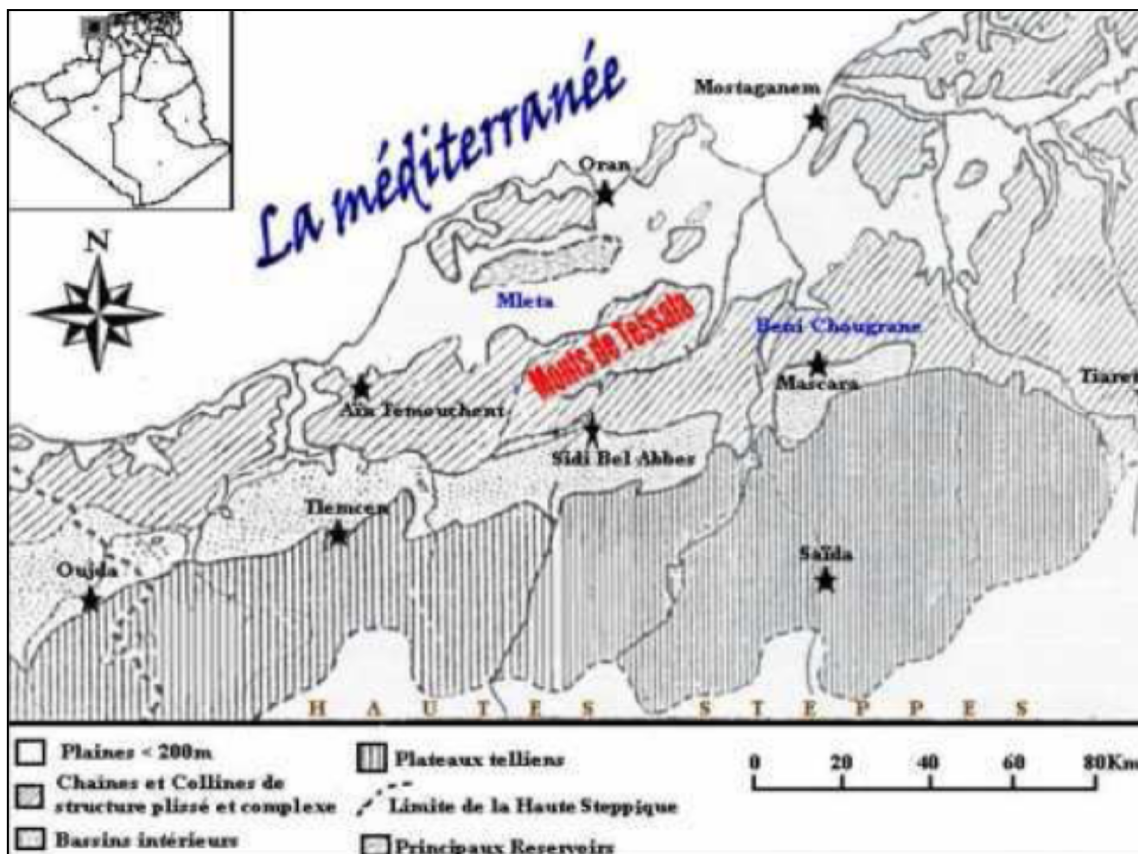 La méditerranée
Mostaganem
Oran
N
Mleta
Monts de Tessala
Beni Chougrane
Mascara
Tiaret
Aïn Temouchent
Sidi Bel Abbes
Tlemcen
Saïda
Oujda
HAUTES STEPPES
Plaines < 200m
Chaines et Collines de
structure plissé et complexe
Bassins intérieurs
Plateaux telliens
Limite de la Haute Steppique
Principaux Reservoirs
0 20 40 60 80Km